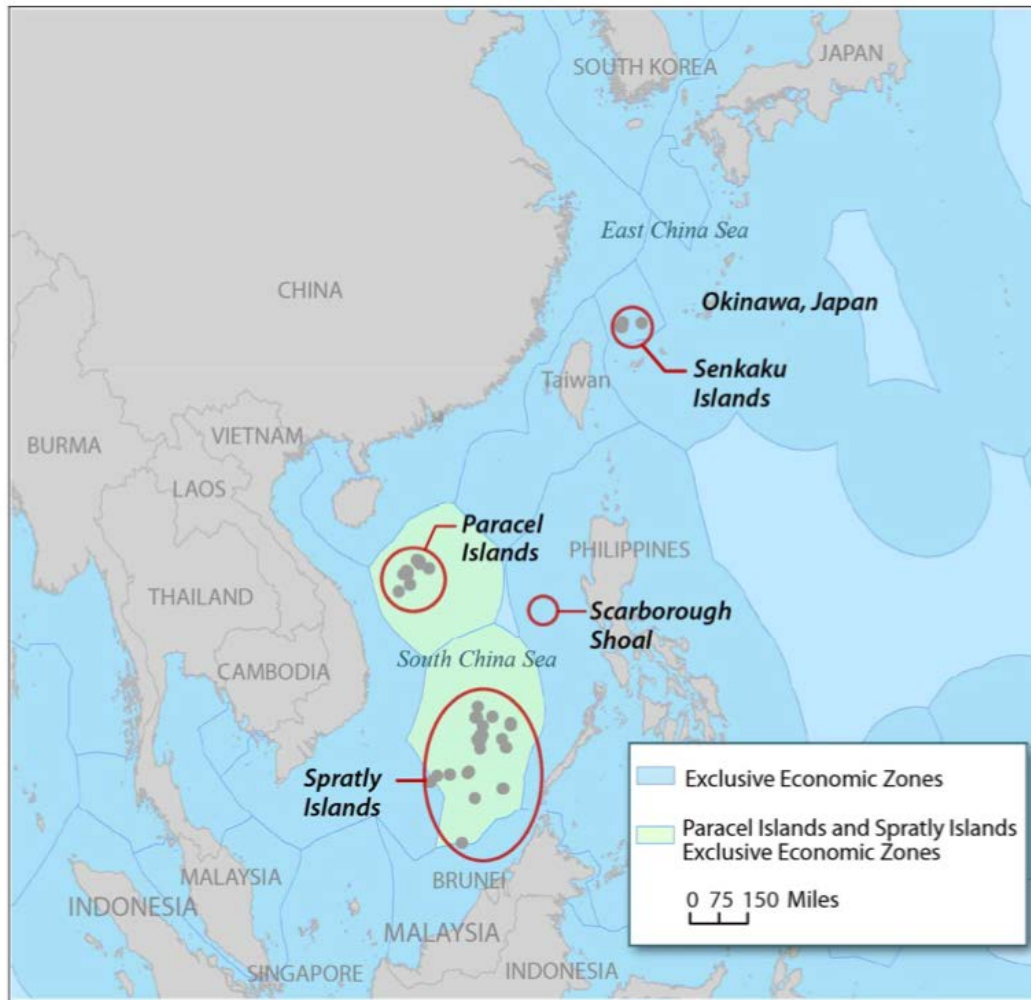 JAPAN
SOUTH KOREA
East China Sea
CHINA
Okinawa, Japan
Senkaku
Islands
Taiwan
BURMA
VIETNAM
LAOS
Paracel
Islands
PHILIPPINES
THAILAND
Scarborough
Shoal
CAMBODIA
South China Sea
Spratly
Islands
Exclusive Economic Zones
Paracel Islands and Spratly Islands
Exclusive Economic Zones
0 75 150 Miles
MALAYSIA
BRUNEI
INDONESIA
MALAYSIA
SINGAPORE
INDONESIA